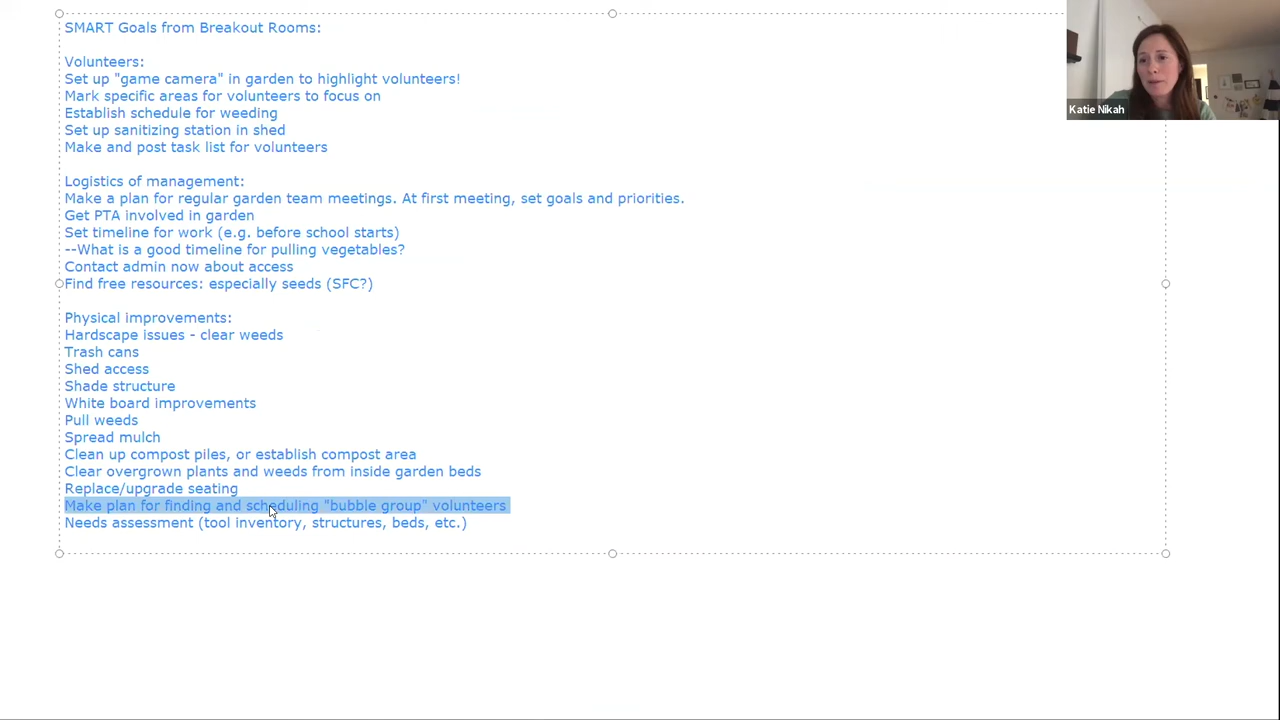 SMART Goals from Breakout Rooms:
Volunteers:
Set up "game camera" in garden to highlight volunteers!
Mark specific areas for volunteers to focus on
Establish schedule for weeding
Set up sanitizing station in shed
Make and post task list for volunteers
Logistics of management:
Make a plan for regular garden team meetings. At first meeting, set goals and priorities.
Get PTA involved in garden
Set timeline for work (e.g. before school starts)
--What is a good timeline for pulling vegetables?
Contact admin now about access
Find free resources: especially seeds (SFC?)
Physical improvements:
Hardscape issues - clear weeds
Trash cans
Shed access
Shade structure
White board improvements
Pull weeds
Spread mulch
Clean up compost piles, or establish compost area
Clear overgrown plants and weeds from inside garden beds
Replace/upgrade seating
Make plan for finding and scheduling "bubble group" volunteers
Needs assessment (tool inventory, structures, beds, etc.)
Katie Nikah